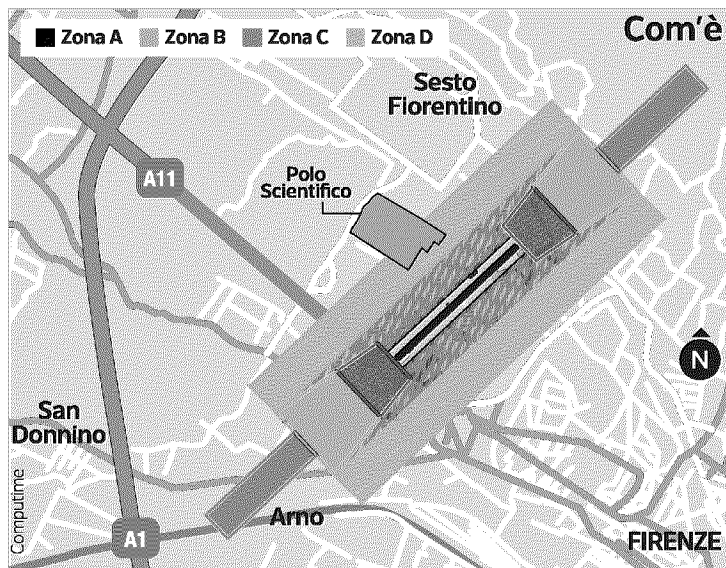 Zona A Zona B Zona C Zona D
Com'è
Sesto
Fiorentino
Polo
Scientifico
A11
N
San
Donnino
Arno
A1
FIRENZE
Computime